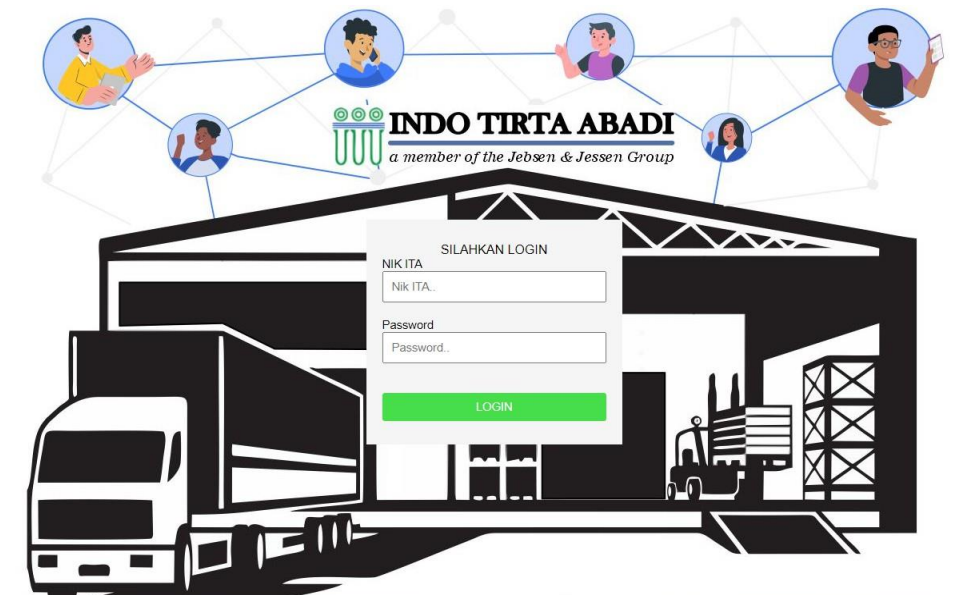 INDO TIRTA ABADI
a member of the Jebsen & Jessen Group
SILAHKAN LOGIN
NIK ITA
Nik ITA..
Password
Password..
LOGIN